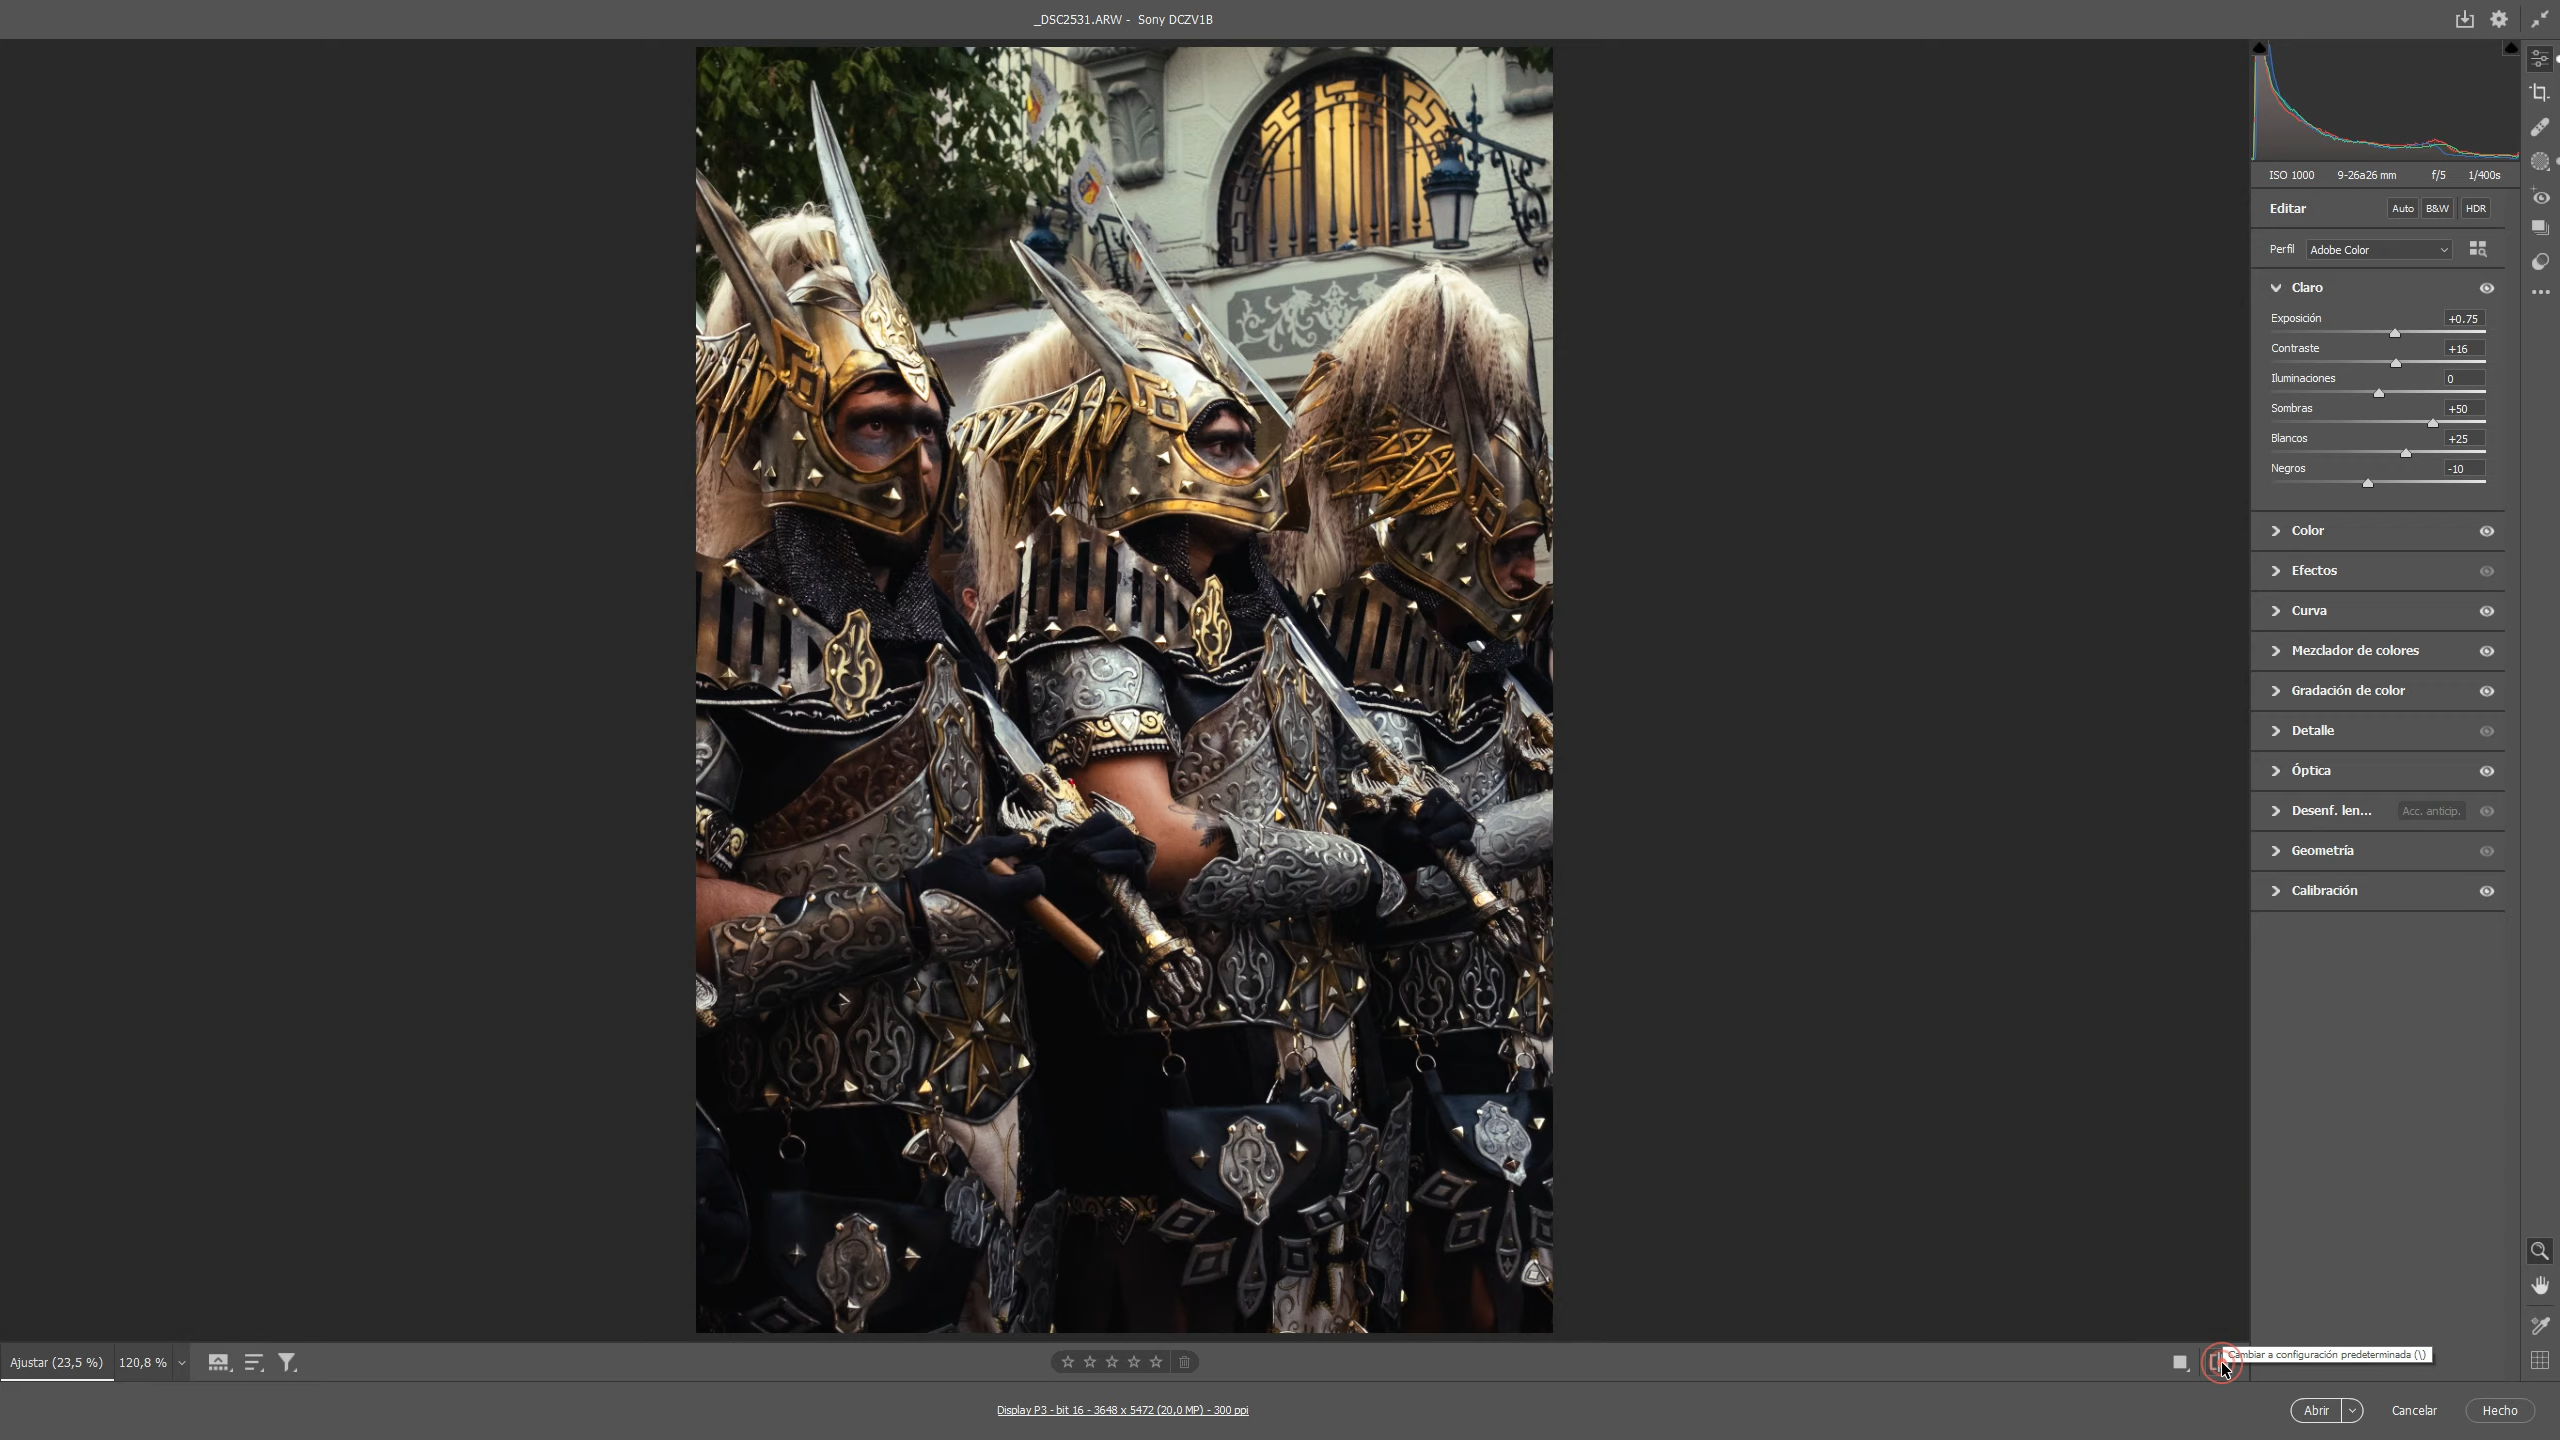 _DSC2531.ARW - Sony DCZV1B
ISO 1000 9-26a26 mm f/5 1/400s
Editar Auto B&W HDR
Perfil Adobe Color
Claro
Exposición +0.75
Contraste +16
Iluminaciones 0
Sombras +50
Blancos +25
Negros -10
Color
Efectos
Curva
Mezclador de colores
Gradación de color
Detalle
Óptica
Desenf. len... Acc. anticip.
Geometría
Calibración
Ajustar (23,5 %) 120,8 %
Cambiar a configuración predeterminada (\)
Display P3 - bit 16 - 3648 x 5472 (20,0 MP) - 300 ppi
Abrir Cancelar Hecho